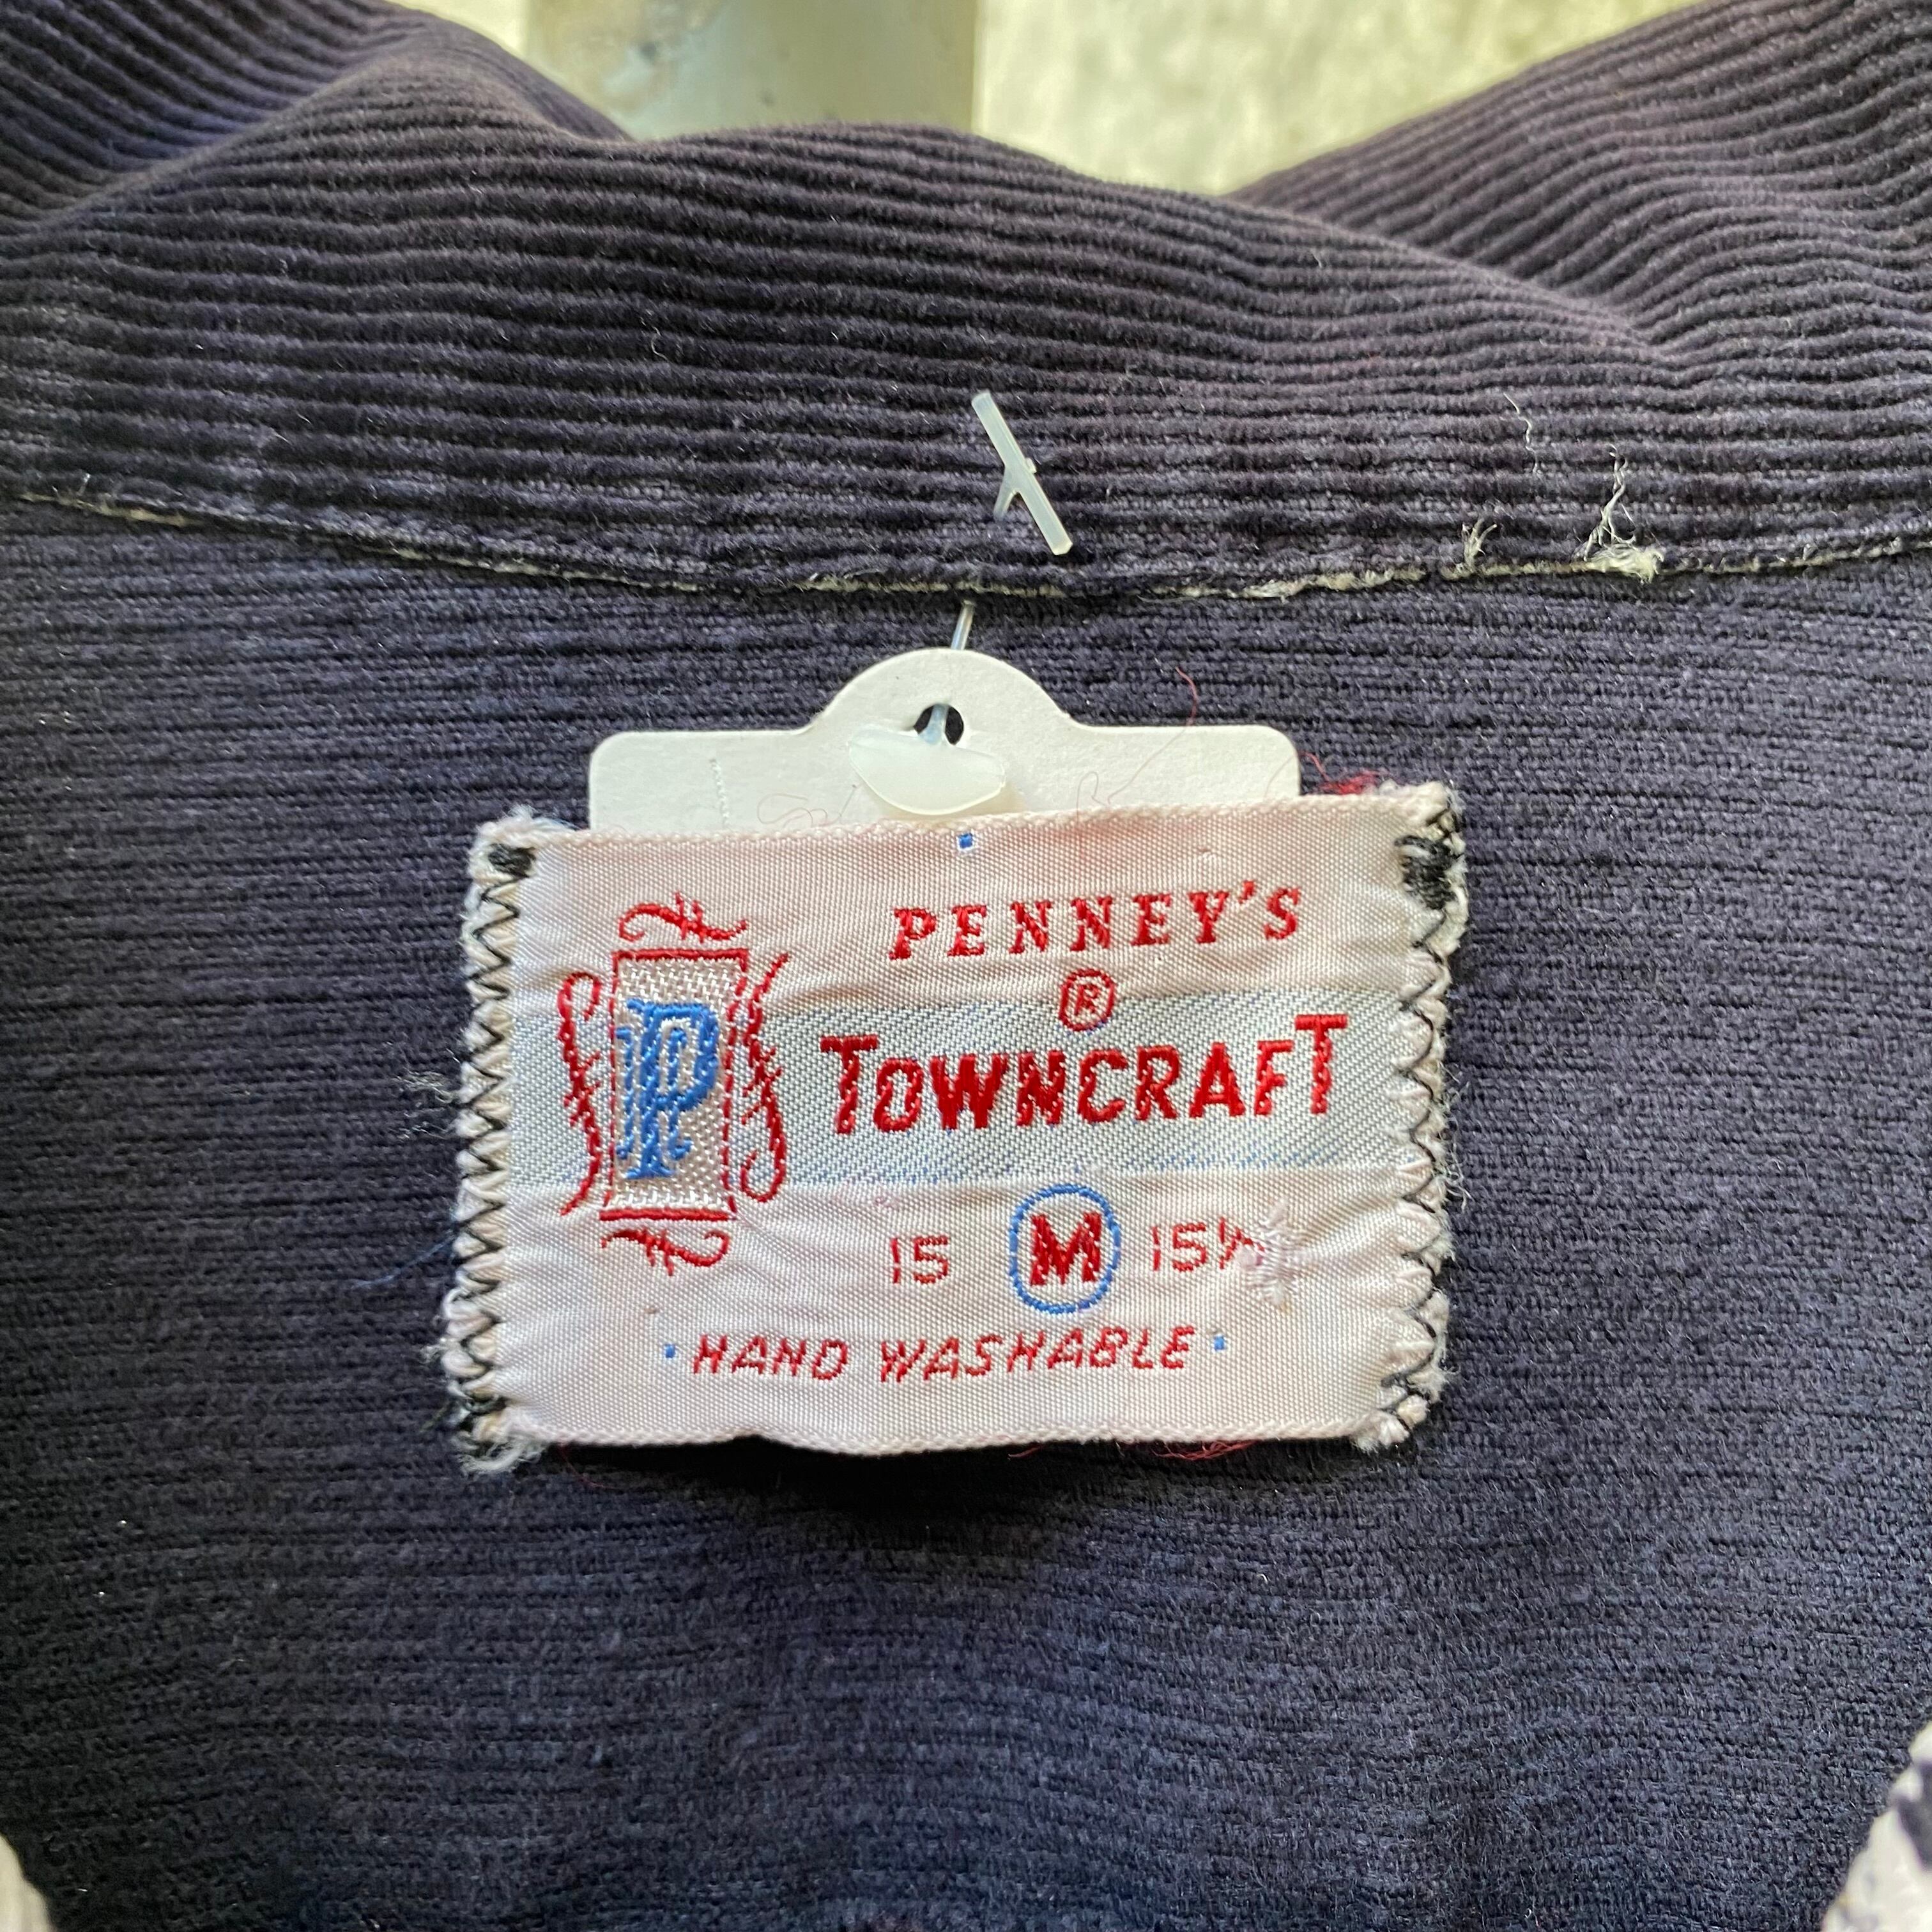 PENNEY'S
®
P TOWNCRAFT
15 M 15½
• HAND WASHABLE •